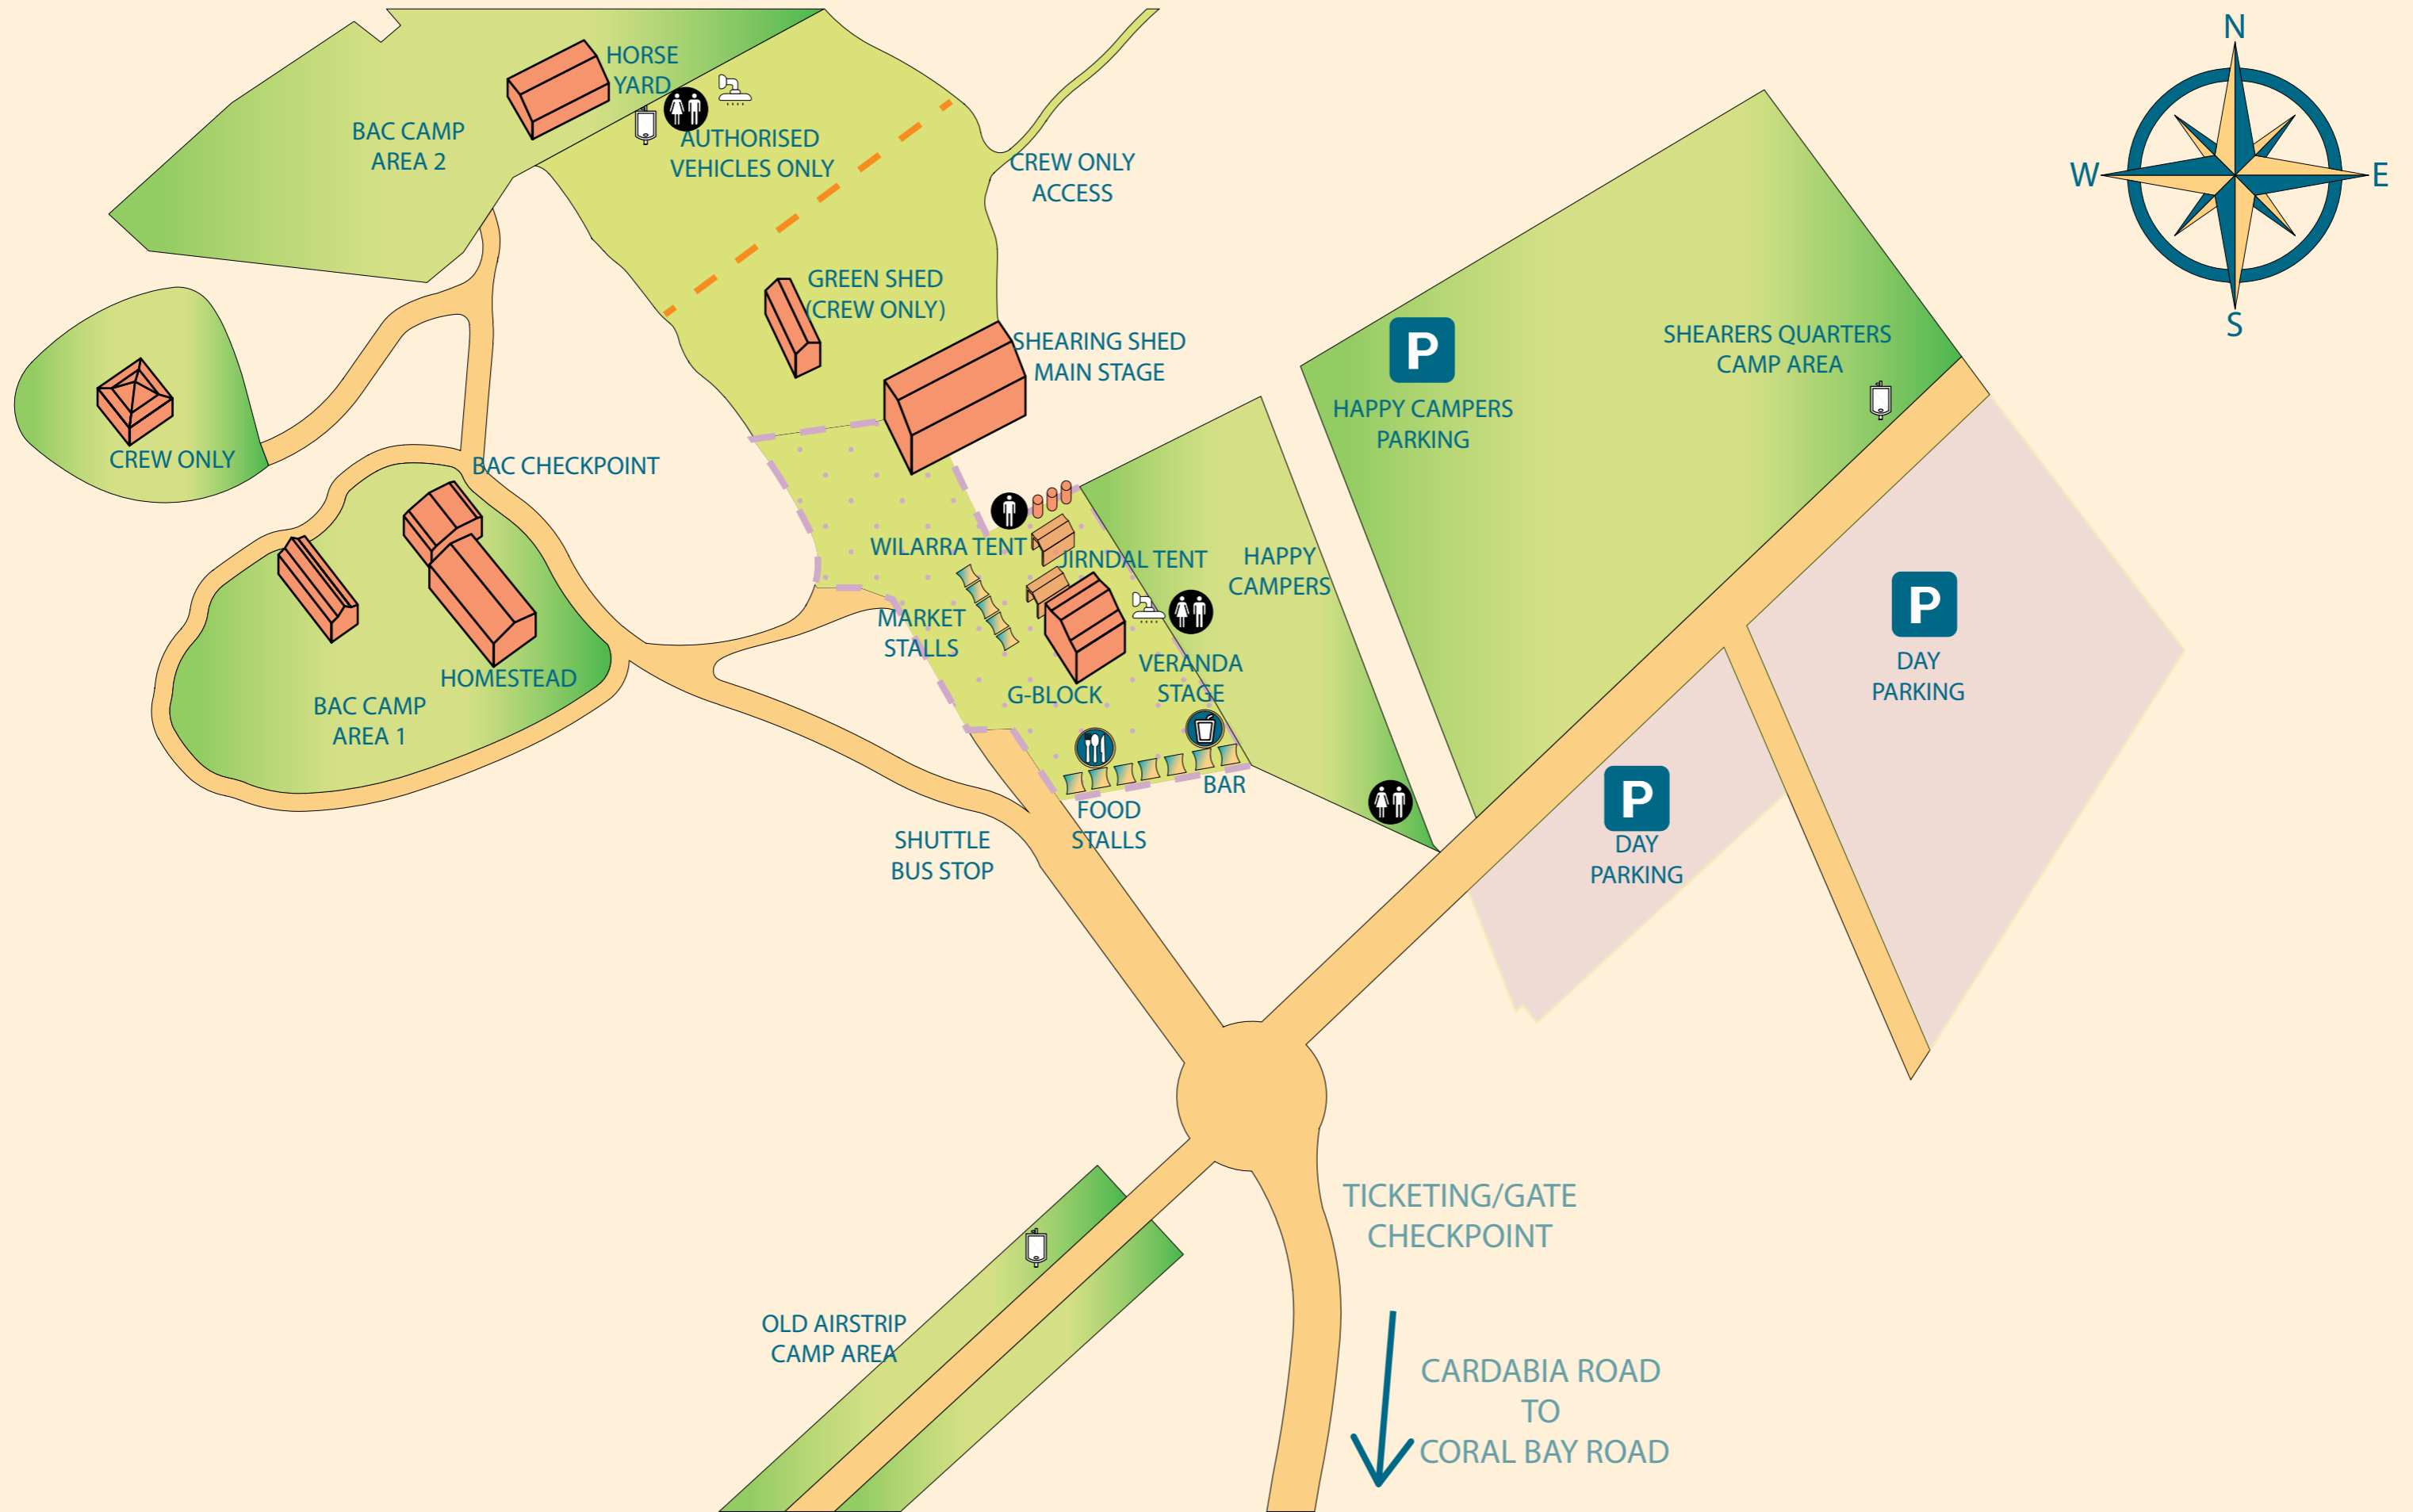 N
W
E
S
HORSE
YARD
BAC CAMP
AREA 2
AUTHORISED
VEHICLES ONLY
CREW ONLY
ACCESS
GREEN SHED
(CREW ONLY)
SHEARING SHED
MAIN STAGE
P
HAPPY CAMPERS
PARKING
SHEARERS QUARTERS
CAMP AREA
CREW ONLY
BAC CHECKPOINT
WILARRA TENT
JIRNDAL TENT
HAPPY
CAMPERS
MARKET
STALLS
HOMESTEAD
BAC CAMP
AREA 1
G-BLOCK
VERANDA
STAGE
P
DAY
PARKING
BAR
FOOD
STALLS
SHUTTLE
BUS STOP
P
DAY
PARKING
TICKETING/GATE
CHECKPOINT
OLD AIRSTRIP
CAMP AREA
CARDABIA ROAD
TO
CORAL BAY ROAD